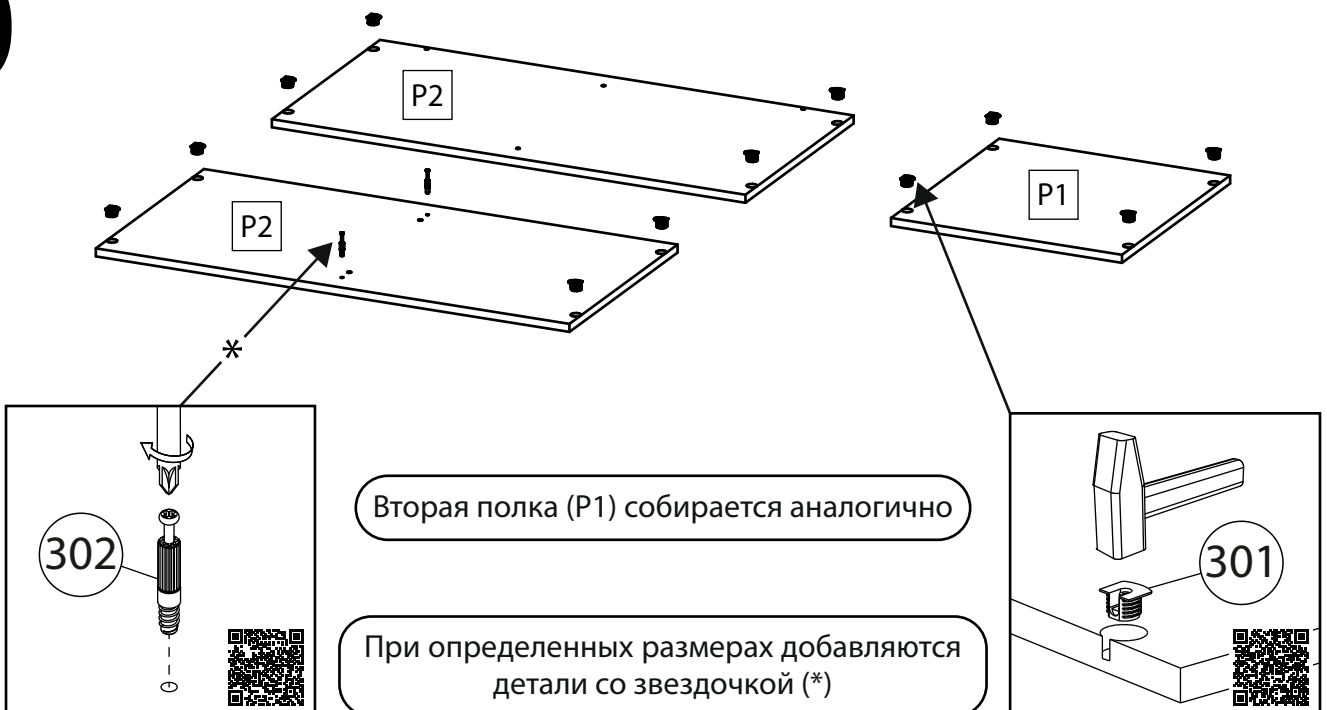 P2
P1
P2
*
302
Вторая полка (P1) собирается аналогично
301
При определенных размерах добавляются
детали со звездочкой (*)